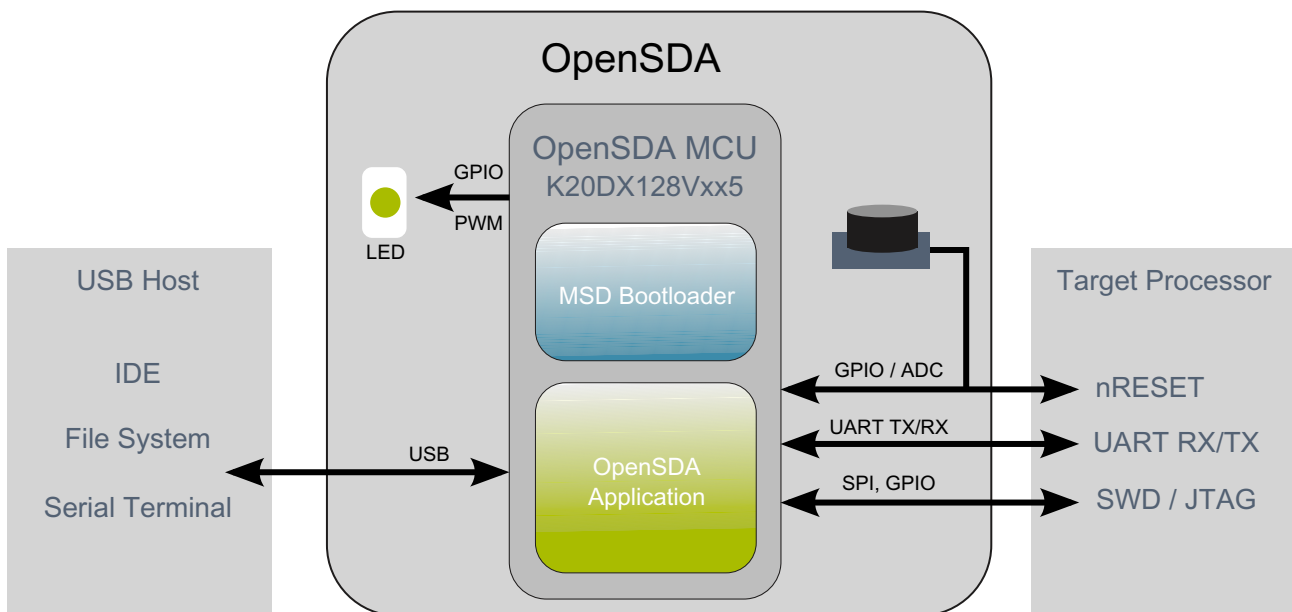 OpenSDA
OpenSDA MCU
K20DX128Vxx5
GPIO
PWM
LED
MSD Bootloader
USB Host
IDE
File System
Serial Terminal
USB
OpenSDA
Application
GPIO / ADC
UART TX/RX
SPI, GPIO
Target Processor
nRESET
UART RX/TX
SWD / JTAG